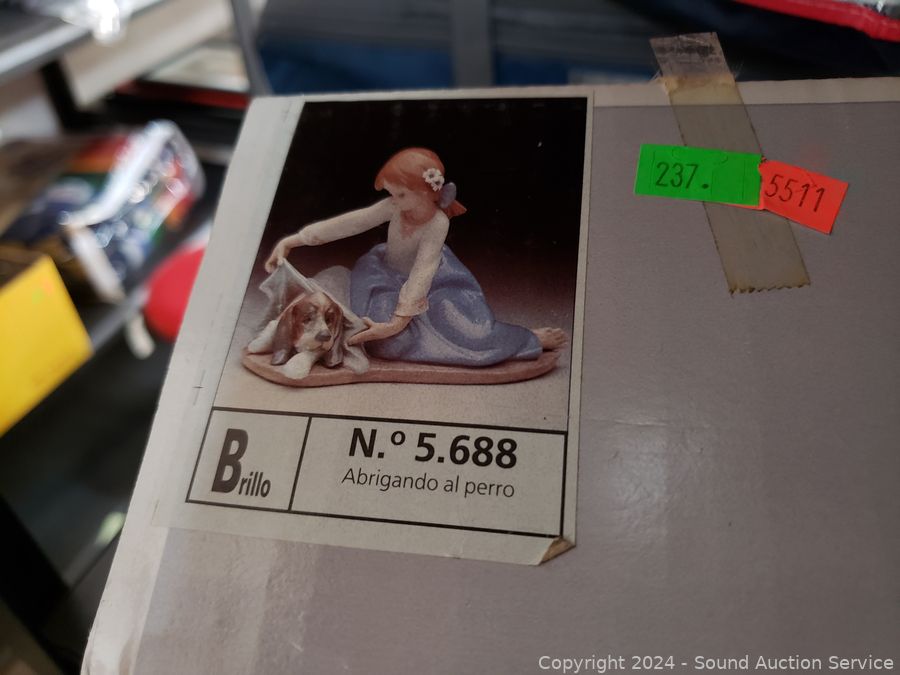 237.
5511
Brillo
N.º 5.688
Abrigando al perro
Copyright 2024 - Sound Auction Service